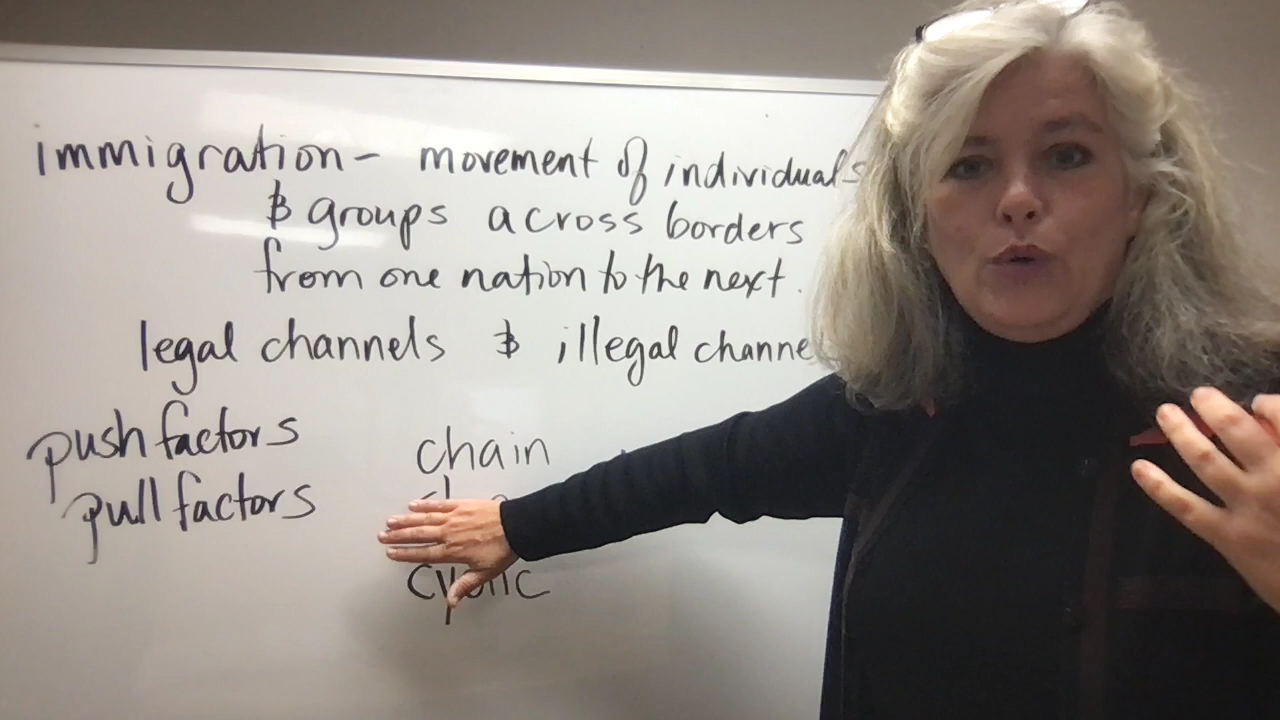 immigration - movement of individuals
& groups across borders
from one nation to the next.
legal channels & illegal
push factors
pull factors
chain
cyclic